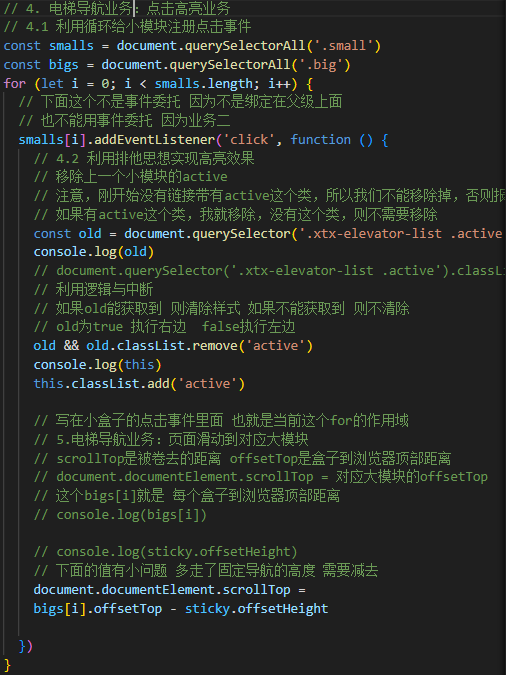 // 4. 电梯导航业务：点击高亮业务
// 4.1 利用循环给小模块注册点击事件
const smalls = document.querySelectorAll('.small')
const bigs = document.querySelectorAll('.big')
for (let i = 0; i < smalls.length; i++) {
// 下面这个不是事件委托 因为不是绑定在父级上面
// 也不能用事件委托 因为业务二
smalls[i].addEventListener('click', function () {
// 4.2 利用排他思想实现高亮效果
// 移除上一个小模块的active
// 注意，刚开始没有链接带有active这个类，所以我们不能移除掉，否则报
// 如果有active这个类，我就移除，没有这个类，则不需要移除
const old = document.querySelector('.xtx-elevator-list .active
console.log(old)
// document.querySelector('.xtx-elevator-list .active').classL
// 利用逻辑与中断
// 如果old能获取到 则清除样式 如果不能获取到 则不清除
// old为true 执行右边  false执行左边
old && old.classList.remove('active')
console.log(this)
this.classList.add('active')
// 写在小盒子的点击事件里面 也就是当前这个for的作用域
// 5.电梯导航业务：页面滑动到对应大模块
// scrollTop是被卷去的距离 offsetTop是盒子到浏览器顶部距离
// document.documentElement.scrollTop = 对应大模块的offsetTop
// 这个bigs[i]就是 每个盒子到浏览器顶部距离
// console.log(bigs[i])
// console.log(sticky.offsetHeight)
// 下面的值有小问题 多走了固定导航的高度 需要减去
document.documentElement.scrollTop =
bigs[i].offsetTop - sticky.offsetHeight
})
}